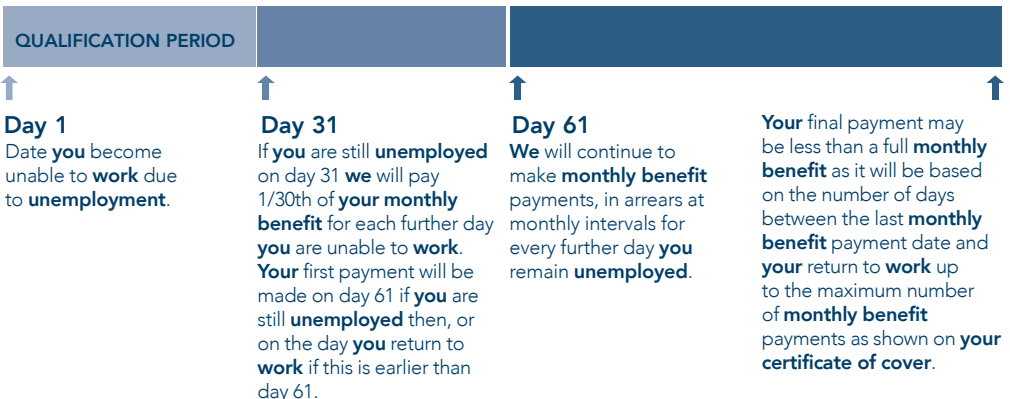 QUALIFICATION PERIOD
Day 1
Date you become
unable to work due
to unemployment.
Day 31
If you are still unemployed
on day 31 we will pay
1/30th of your monthly
benefit for each further day
you are unable to work.
Your first payment will be
made on day 61 if you are
still unemployed then, or
on the day you return to
work if this is earlier than
day 61.
Day 61
We will continue to
make monthly benefit
payments, in arrears at
monthly intervals for
every further day you
remain unemployed.
Your final payment may
be less than a full monthly
benefit as it will be based
on the number of days
between the last monthly
benefit payment date and
your return to work up
to the maximum number
of monthly benefit
payments as shown on your
certificate of cover.